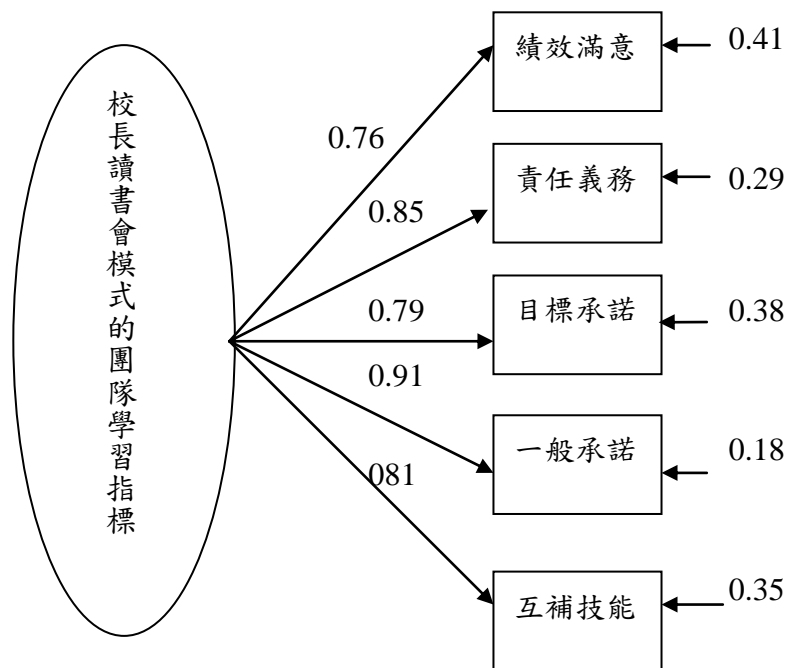 校長讀書會模式的團隊學習指標
績效滿意
0.41
0.76
責任義務
0.29
0.85
目標承諾
0.38
0.79
一般承諾
0.18
0.91
互補技能
0.35
081